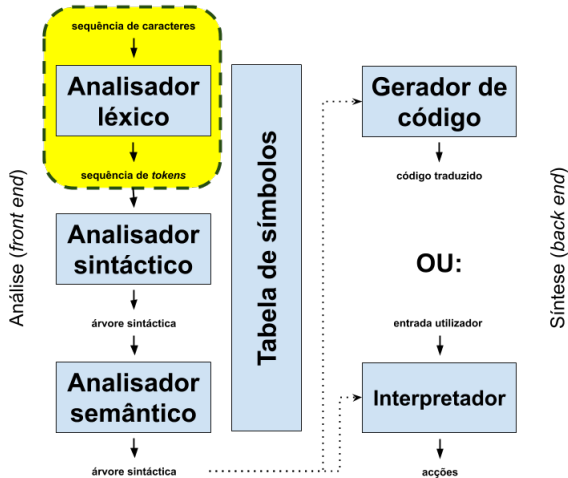 sequência de caracteres
Analisador
léxico
sequência de tokens
Analisador
sintáctico
árvore sintáctica
Analisador
semântico
árvore sintáctica
Análise (front end)
Tabela de símbolos
Gerador de
código
código traduzido
OU:
entrada utilizador
Interpretador
acções
Síntese (back end)